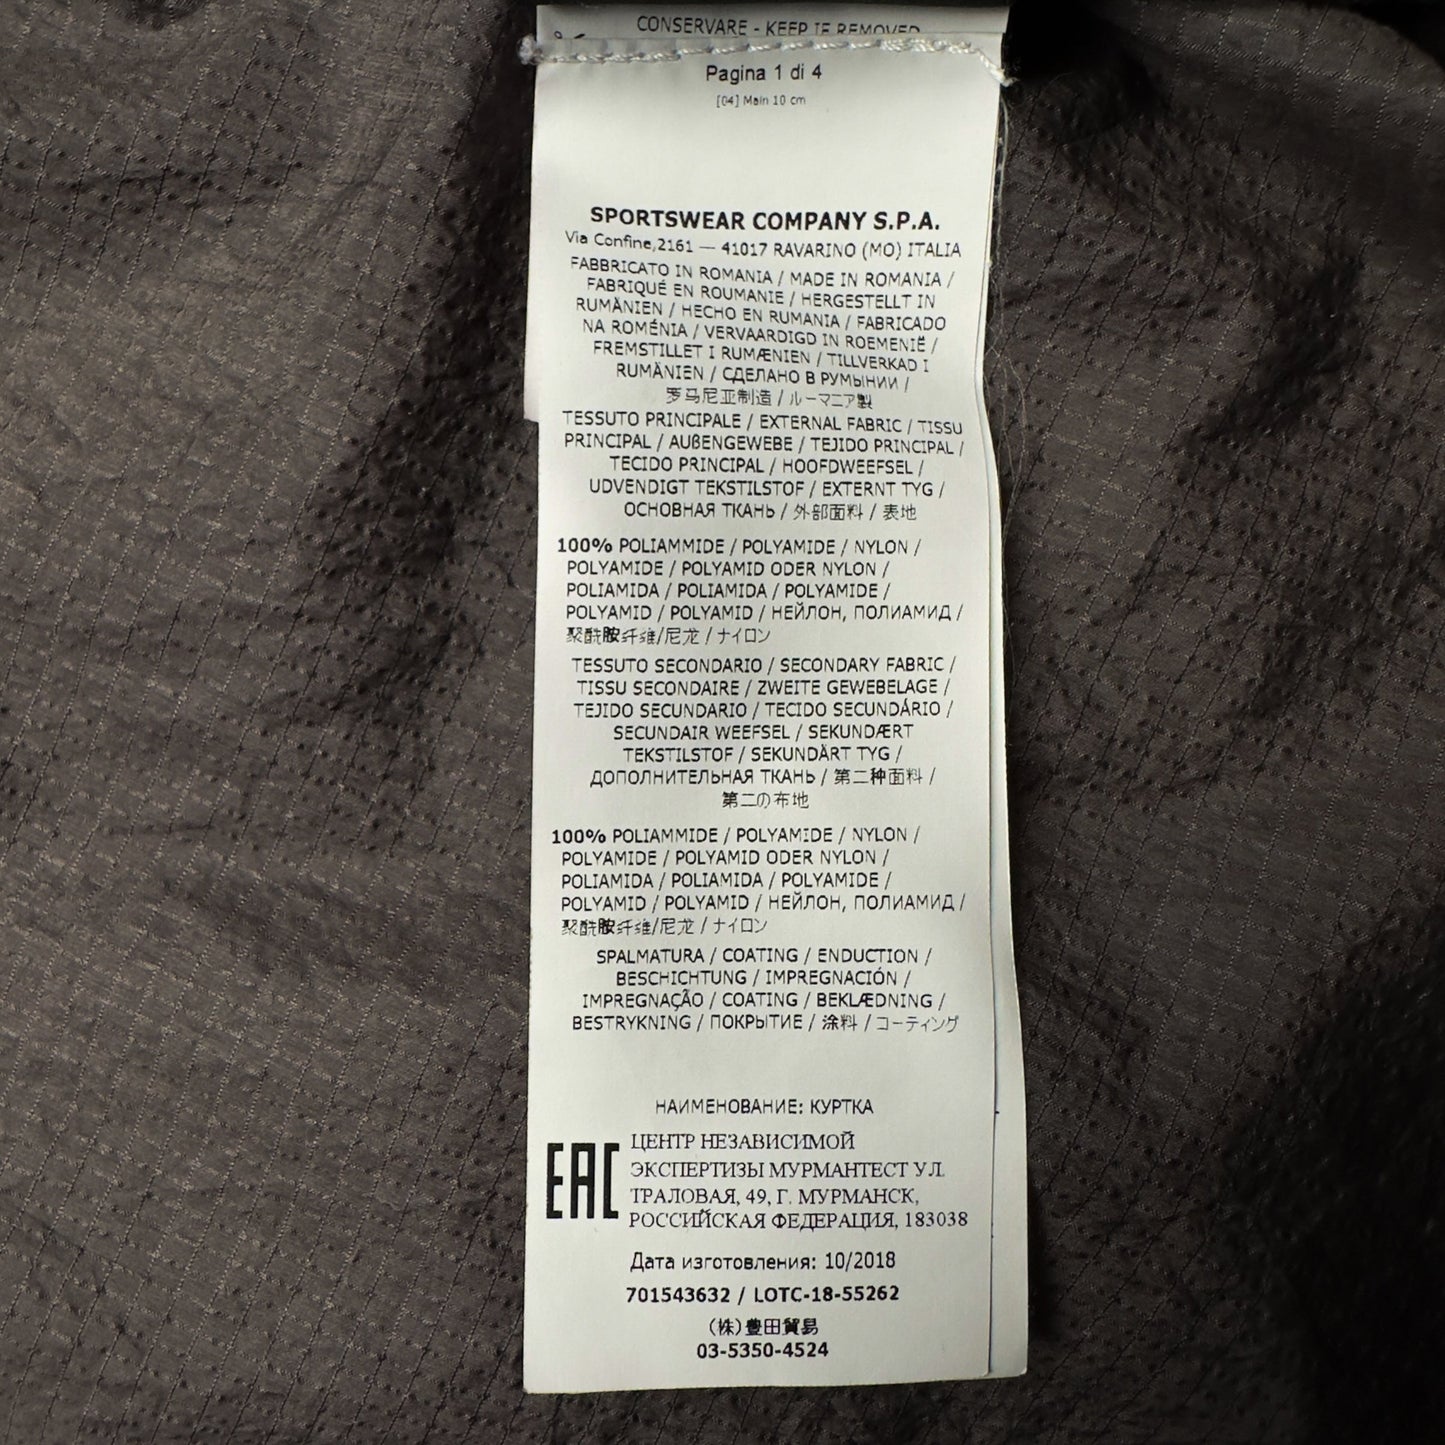 CONSERVARE - KEEP IF REMOVED
Pagina 1 di 4
[04] Main 10 cm
SPORTSWEAR COMPANY S.P.A.
Via Confine,2161 — 41017 RAVARINO (MO) ITALIA
FABBRICATO IN ROMANIA / MADE IN ROMANIA /
FABRIQUÉ EN ROUMANIE / HERGESTELLT IN
RUMÄNIEN / HECHO EN RUMANIA / FABRICADO
NA ROMÉNIA / VERVAARDIGD IN ROEMENIË /
FREMSTILLET I RUMÆNIEN / TILLVERKAD I
RUMÄNIEN / СДЕЛАНО В РУМЫНИИ /
罗马尼亚制造 / ルーマニア製
TESSUTO PRINCIPALE / EXTERNAL FABRIC / TISSU
PRINCIPAL / AUßENGEWEBE / TEJIDO PRINCIPAL /
TECIDO PRINCIPAL / HOOFDWEEFSEL /
UDVENDIGT TEKSTILSTOF / EXTERNT TYG /
ОСНОВНАЯ ТКАНЬ / 外部面料 / 表地
100% POLIAMMIDE / POLYAMIDE / NYLON /
POLYAMIDE / POLYAMID ODER NYLON /
POLIAMIDA / POLIAMIDA / POLYAMIDE /
POLYAMID / POLYAMID / НЕЙЛОН, ПОЛИАМИД /
聚酰胺纤维/尼龙 / ナイロン
TESSUTO SECONDARIO / SECONDARY FABRIC /
TISSU SECONDAIRE / ZWEITE GEWEBELAGE /
TEJIDO SECUNDARIO / TECIDO SECUNDÁRIO /
SECUNDAIR WEEFSEL / SEKUNDÆRT
TEKSTILSTOF / SEKUNDÄRT TYG /
ДОПОЛНИТЕЛЬНАЯ ТКАНЬ / 第二种面料 /
第二の布地
100% POLIAMMIDE / POLYAMIDE / NYLON /
POLYAMIDE / POLYAMID ODER NYLON /
POLIAMIDA / POLIAMIDA / POLYAMIDE /
POLYAMID / POLYAMID / НЕЙЛОН, ПОЛИАМИД /
聚酰胺纤维/尼龙 / ナイロン
SPALMATURA / COATING / ENDUCTION /
BESCHICHTUNG / IMPREGNACIÓN /
IMPREGNAÇÃO / COATING / BEKLÆDNING /
BESTRYKNING / ПОКРЫТИЕ / 涂料 / コーティング
НАИМЕНОВАНИЕ: КУРТКА
EAC ЦЕНТР НЕЗАВИСИМОЙ
ЭКСПЕРТИЗЫ МУРМАНТЕСТ УЛ.
ТРАЛОВАЯ, 49, Г. МУРМАНСК,
РОССИЙСКАЯ ФЕДЕРАЦИЯ, 183038
Дата изготовления: 10/2018
701543632 / LOTC-18-55262
(株)豊田貿易
03-5350-4524